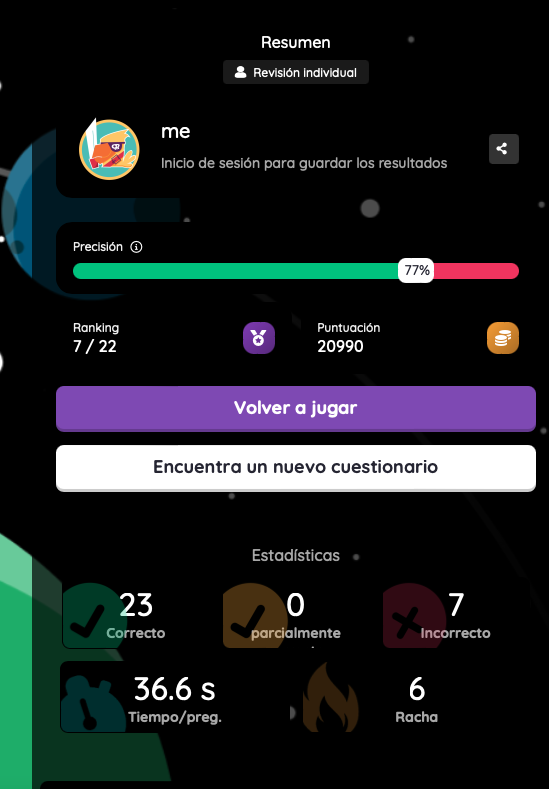 Resumen
Revisión individual
me
Inicio de sesión para guardar los resultados
Precisión
77%
Ranking
7 / 22
Puntuación
20990
Volver a jugar
Encuentra un nuevo cuestionario
Estadísticas
23
Correcto
0
parcialmente
7
Incorrecto
36.6 s
Tiempo/preg.
6
Racha